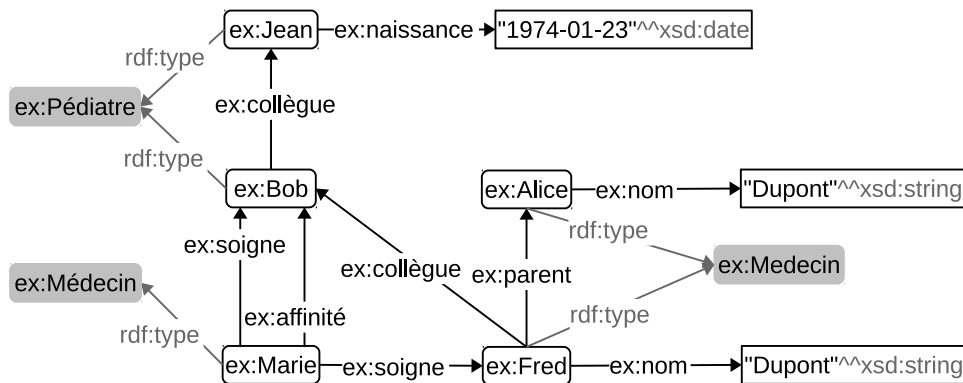 ex:Jean ex:naissance "1974-01-23"^^xsd:date
rdf:type
ex:Pédiatre ex:collègue
rdf:type
ex:Bob ex:Alice ex:nom "Dupont"^^xsd:string
rdf:type
ex:soigne
ex:collègue ex:parent ex:Medecin
ex:Médecin
ex:affinité rdf:type
rdf:type
ex:Marie ex:soigne ex:Fred ex:nom "Dupont"^^xsd:string